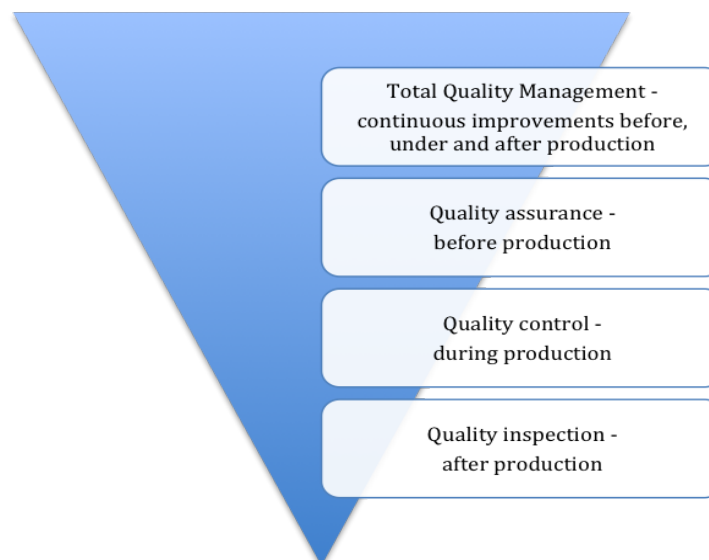 Total Quality Management -
continuous improvements before,
under and after production
Quality assurance -
before production
Quality control -
during production
Quality inspection -
after production